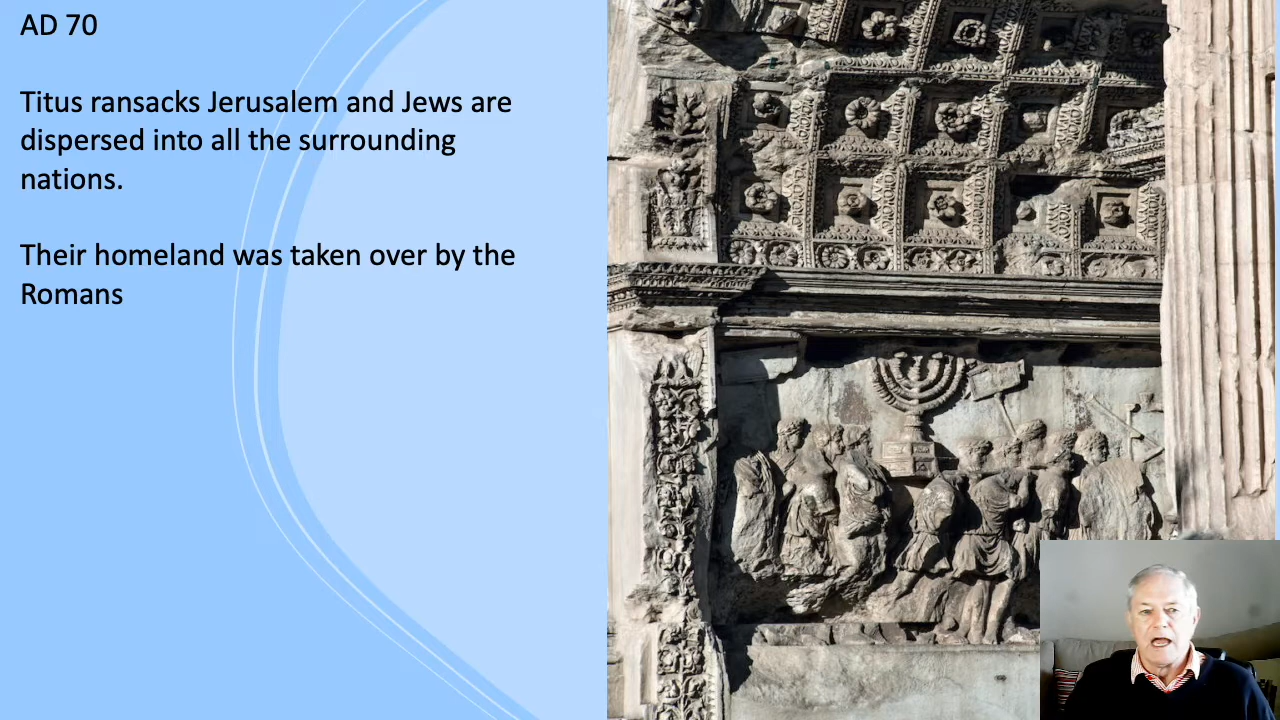 AD 70
Titus ransacks Jerusalem and Jews are
dispersed into all the surrounding
nations.
Their homeland was taken over by the
Romans